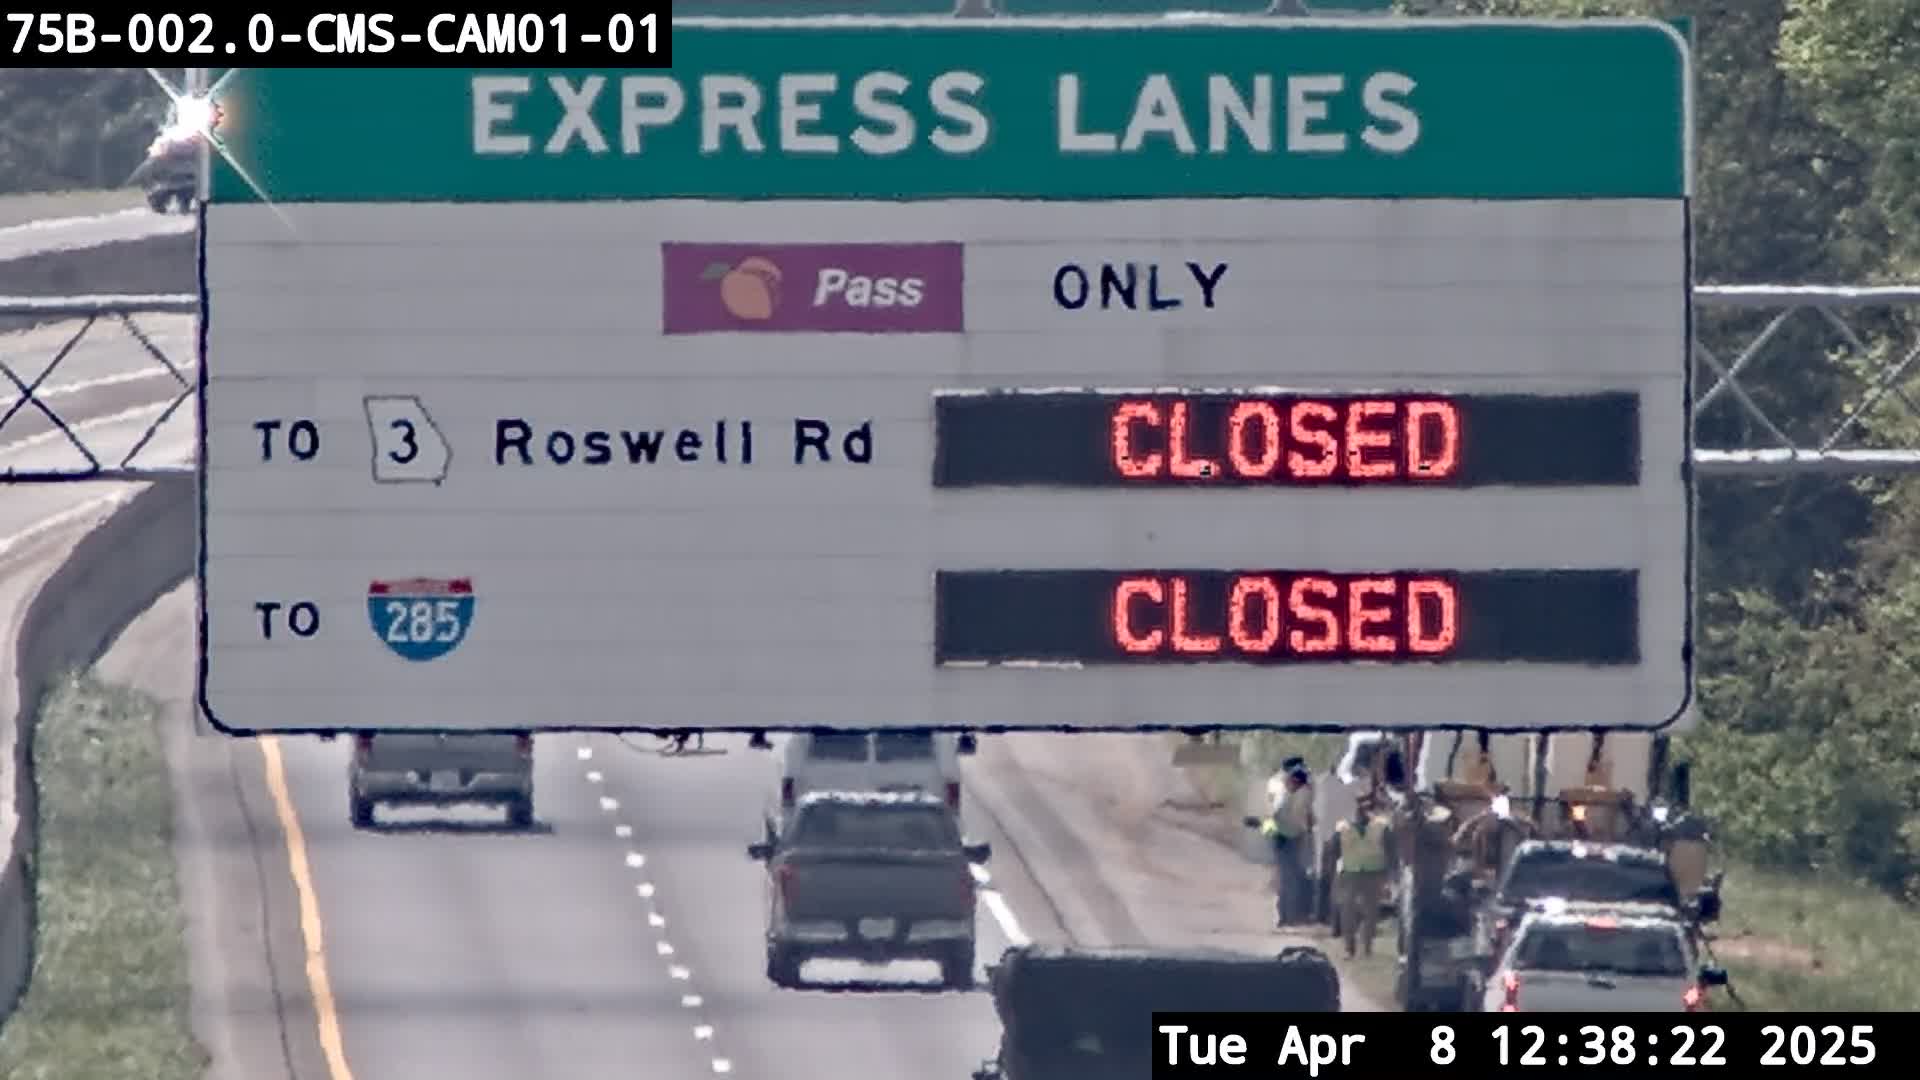 75B-002.0-CMS-CAM01-01
EXPRESS LANES
Pass ONLY
TO 3 Roswell Rd CLOSED
TO 285 CLOSED
Tue Apr 8 12:38:22 2025